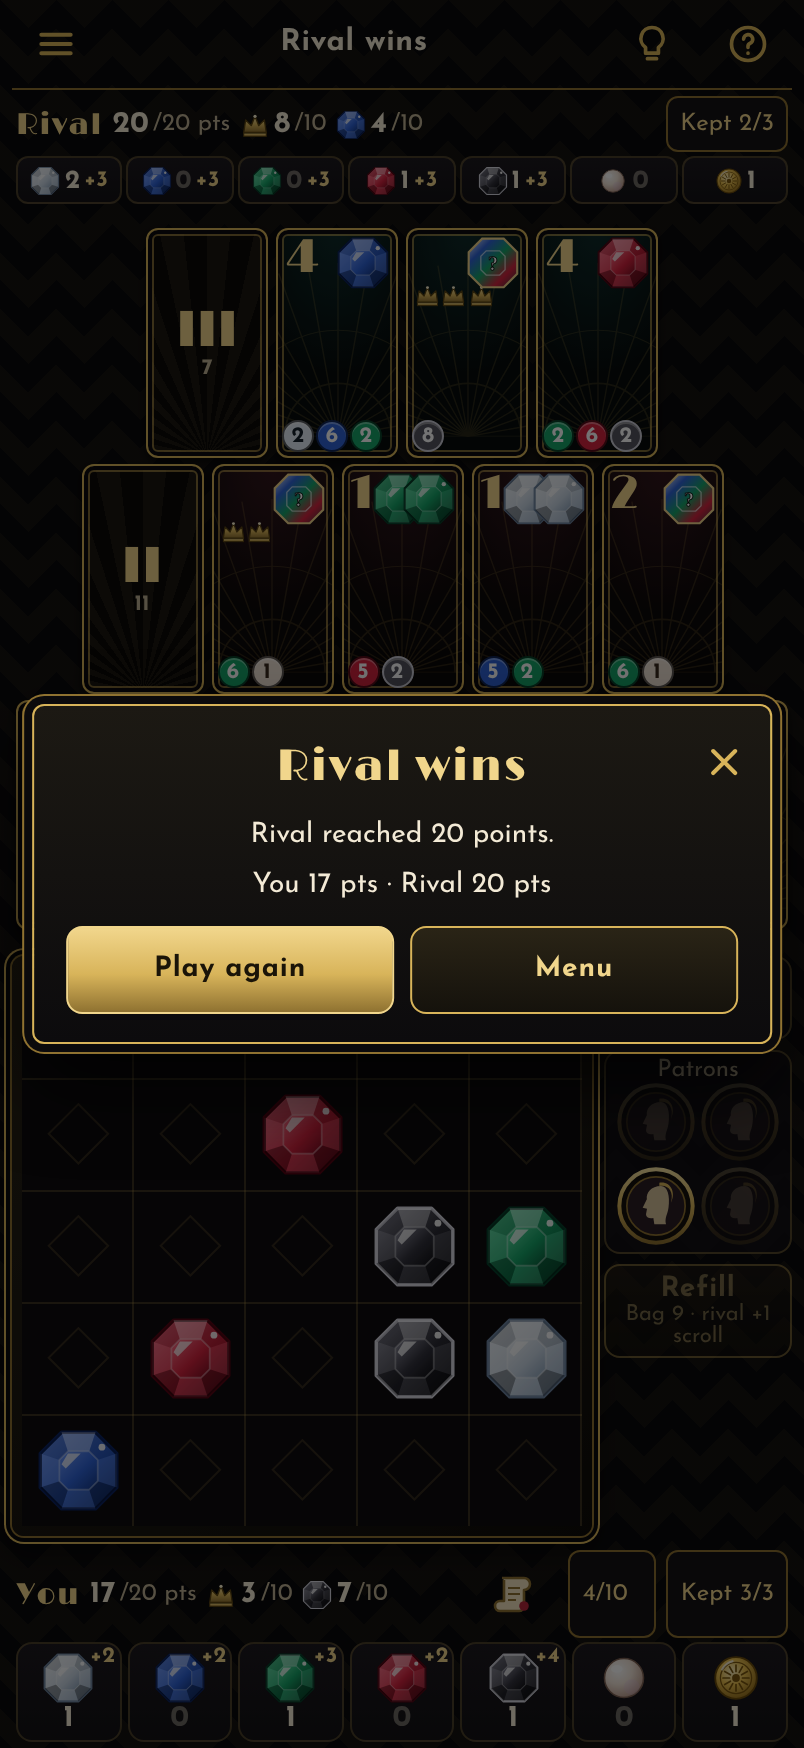 Rival wins
Rival 20/20 pts 8/10 4/10 Kept 2/3
2 +3 0 +3 0 +3 1 +3 1 +3 0 1
III 4 ? 4
7
2 6 2 8 2 6 2
II ? 1 1 2 ?
11
6 1 5 2 5 2 6 1
Rival wins
Rival reached 20 points.
You 17 pts · Rival 20 pts
Play again Menu
Patrons
Refill
Bag 9 · rival +1
scroll
You 17/20 pts 3/10 7/10 4/10 Kept 3/3
+2 +2 +3 +2 +4
1 0 1 0 1 0 1